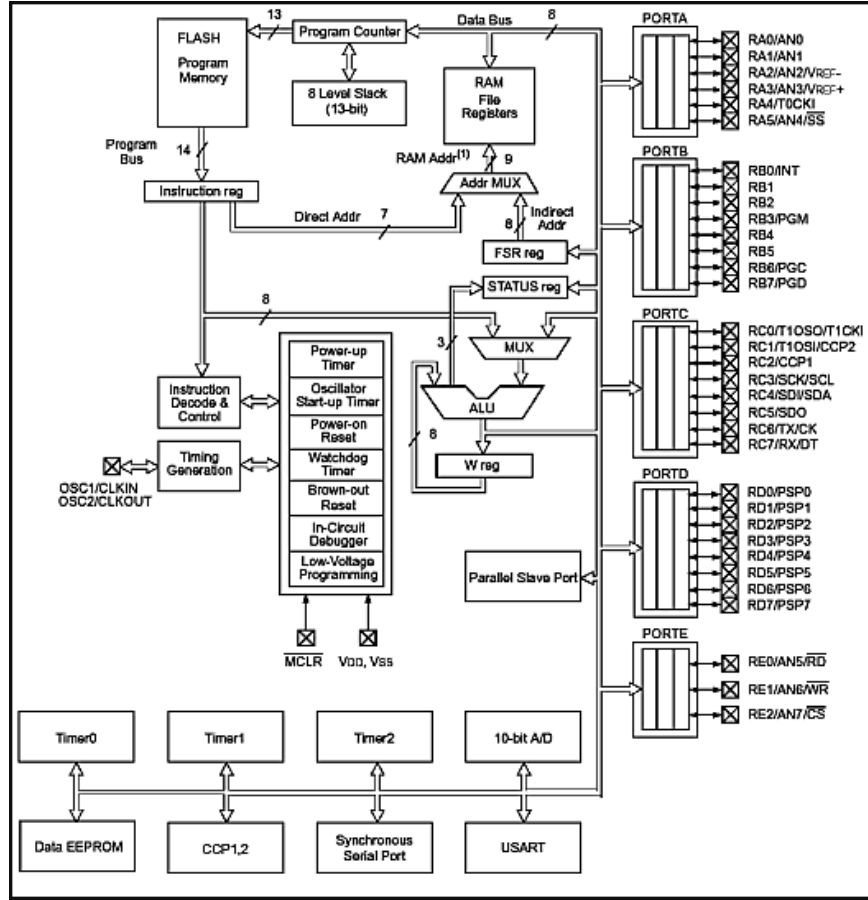 13
Data Bus
8
PORTA
FLASH
Program
Memory
Program Counter
RA0/AN0
RA1/AN1
RA2/AN2/VREF-
RA3/AN3/VREF+
RA4/T0CKI
RA5/AN4/SS
8 Level Stack
(13-bit)
RAM
File
Registers
Program
Bus
14
RAM Addr(1)
9
PORTB
Instruction reg
Addr MUX
RB0/INT
RB1
RB2
RB3/PGM
RB4
RB5
RB6/PGC
RB7/PGD
Direct Addr
7
8
Indirect
Addr
FSR reg
STATUS reg
8
3
MUX
PORTC
RC0/T1OSO/T1CKI
RC1/T1OSI/CCP2
RC2/CCP1
RC3/SCK/SCL
RC4/SDI/SDA
RC5/SDO
RC6/TX/CK
RC7/RX/DT
Instruction
Decode &
Control
Power-up
Timer
Oscillator
Start-up Timer
Power-on
Reset
Watchdog
Timer
Brown-out
Reset
In-Circuit
Debugger
Low-Voltage
Programming
ALU
8
W reg
Timing
Generation
OSC1/CLKIN
OSC2/CLKOUT
PORTD
RD0/PSP0
RD1/PSP1
RD2/PSP2
RD3/PSP3
RD4/PSP4
RD5/PSP5
RD6/PSP6
RD7/PSP7
Parallel Slave Port
MCLR
VDD, VSS
PORTE
RE0/AN5/RD
RE1/AN6/WR
RE2/AN7/CS
Timer0
Timer1
Timer2
10-bit A/D
Data EEPROM
CCP1,2
Synchronous
Serial Port
USART